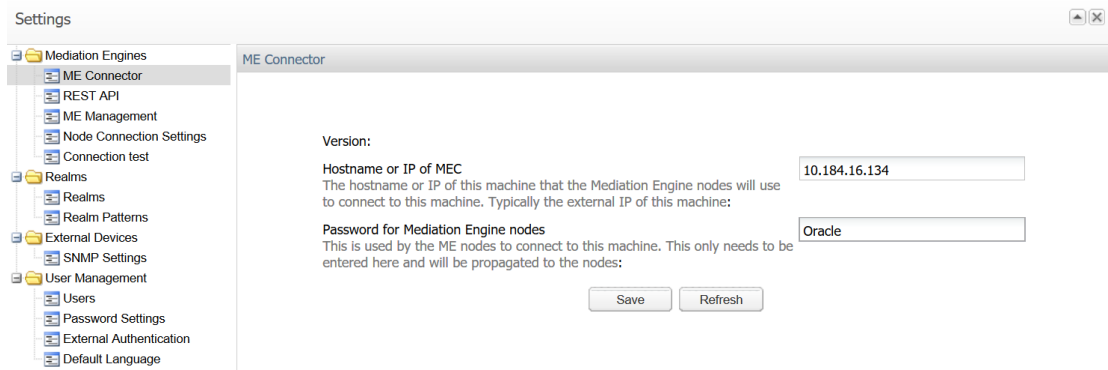 Settings
Mediation Engines
ME Connector
REST API
ME Management
Node Connection Settings
Connection test
Realms
Realms
Realm Patterns
External Devices
SNMP Settings
User Management
Users
Password Settings
External Authentication
Default Language
ME Connector
Version:
Hostname or IP of MEC
The hostname or IP of this machine that the Mediation Engine nodes will use
to connect to this machine. Typically the external IP of this machine:
10.184.16.134
Password for Mediation Engine nodes
This is used by the ME nodes to connect to this machine. This only needs to be
entered here and will be propagated to the nodes:
Oracle
Save
Refresh